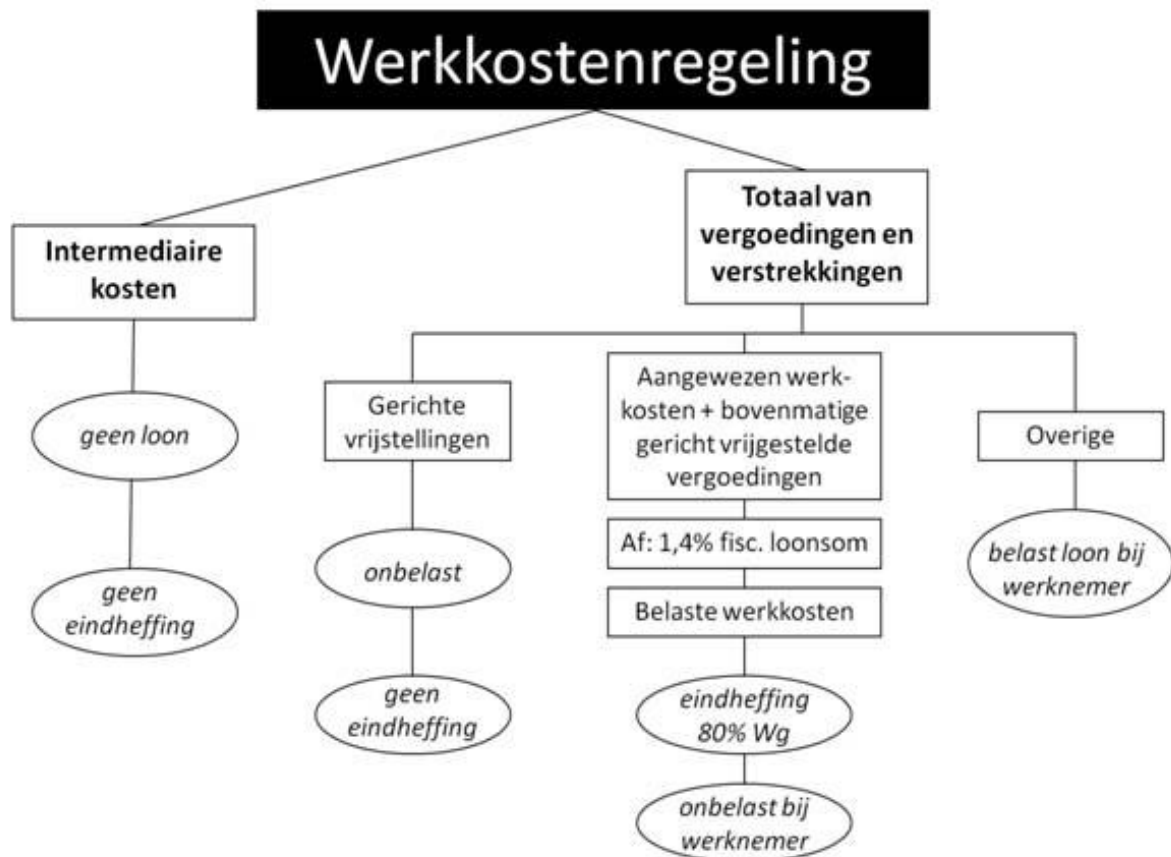 Werkkostenregeling
Intermediaire
kosten
geen loon
geen
eindheffing
Totaal van
vergoedingen en
verstrekkingen
Gerichte
vrijstellingen
onbelast
geen
eindheffing
Aangewezen werk-
kosten + bovenmatige
gericht vrijgestelde
vergoedingen
Af: 1,4% fisc. loonsom
Belaste werkkosten
eindheffing
80% Wg
onbelast bij
werknemer
Overige
belast loon bij
werknemer